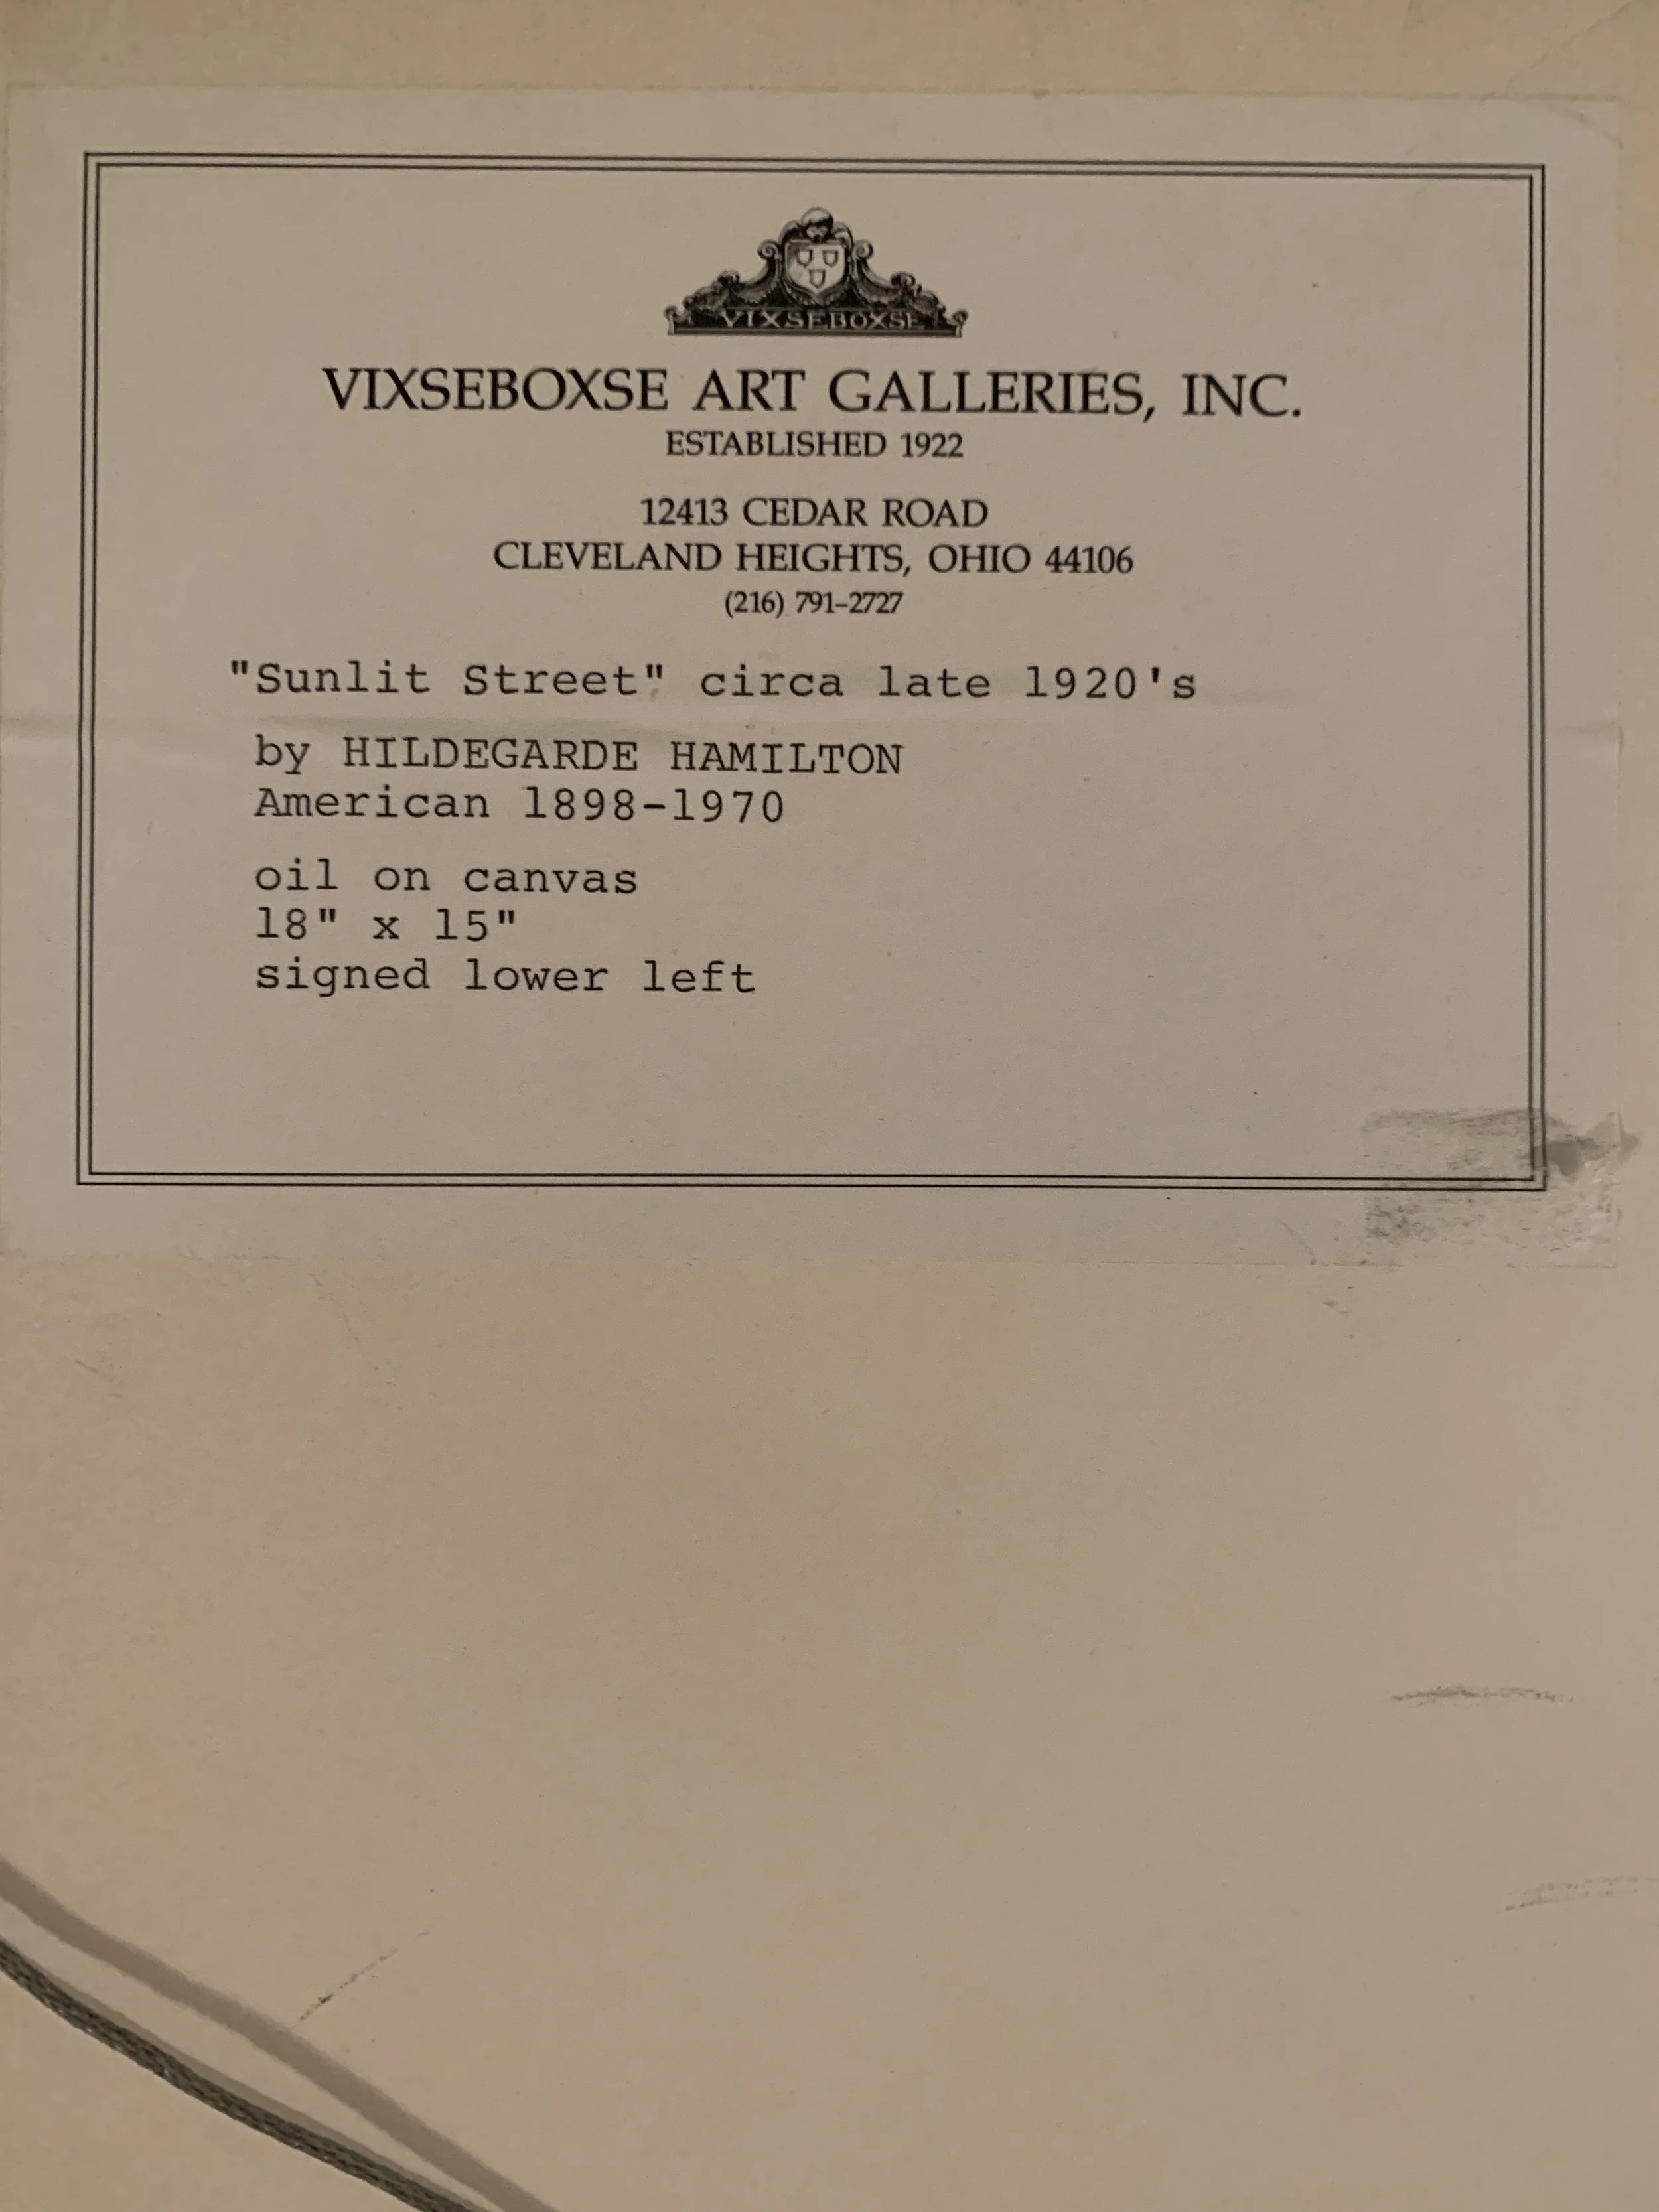 VIXSEBOXSE
VIXSEBOXSE ART GALLERIES, INC.
ESTABLISHED 1922
12413 CEDAR ROAD
CLEVELAND HEIGHTS, OHIO 44106
(216) 791-2727
"Sunlit Street" circa late 1920's
by HILDEGARDE HAMILTON
American 1898-1970
oil on canvas
18" x 15"
signed lower left